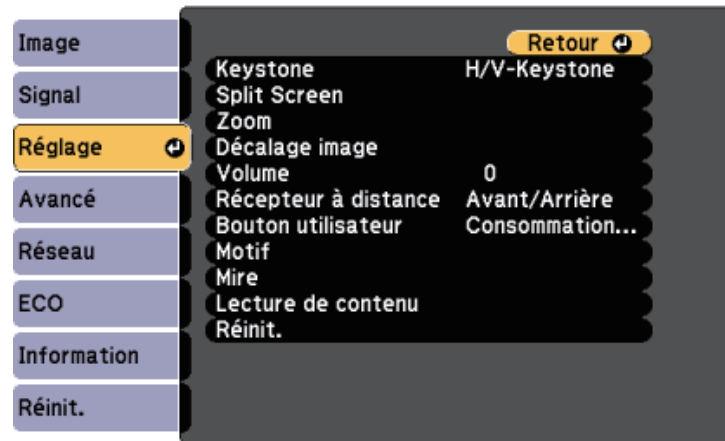 Image
Signal
Réglage
Avancé
Réseau
ECO
Information
Réinit.
Retour
Keystone H/V-Keystone
Split Screen
Zoom
Décalage image
Volume 0
Récepteur à distance Avant/Arrière
Bouton utilisateur Consommation...
Motif
Mire
Lecture de contenu
Réinit.